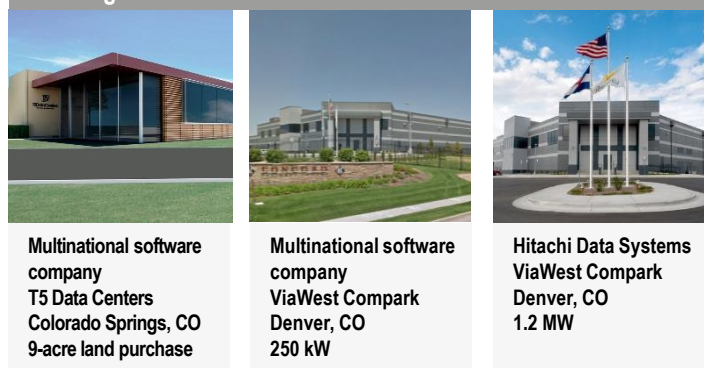 Multinational software
company
T5 Data Centers
Colorado Springs, CO
9-acre land purchase
CONCORD
Multinational software
company
ViaWest Compark
Denver, CO
250 kW
Hitachi Data Systems
ViaWest Compark
Denver, CO
1.2 MW